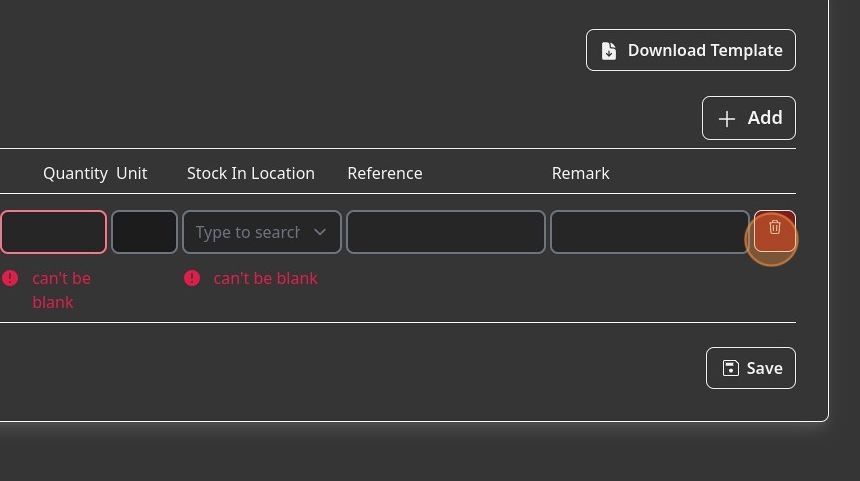 Download Template
Add
Quantity Unit Stock In Location Reference Remark
Type to search
can't be can't be blank
blank
Save